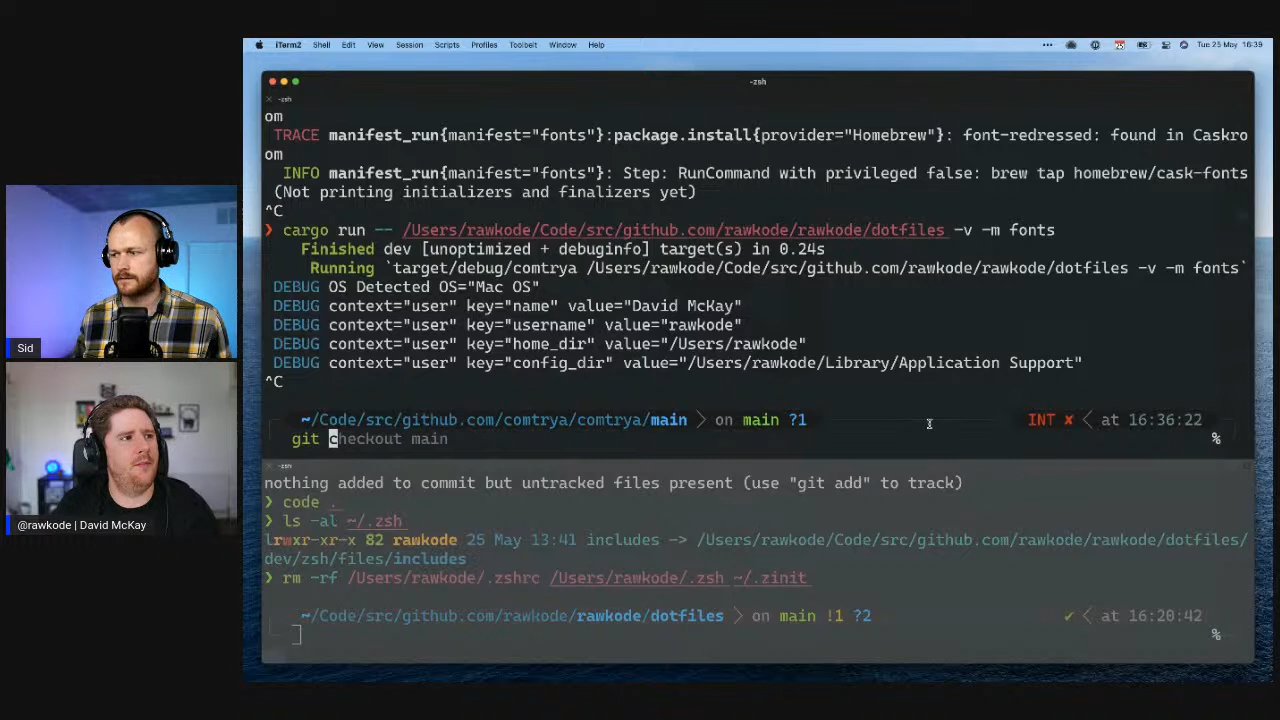 iTerm2 Shell Edit View Session Scripts Profiles Toolbelt Window Help
Tue 25 May 16:39
-zsh
-zsh
om
TRACE manifest_run{manifest="fonts"}:package.install{provider="Homebrew"}: font-redressed: found in Caskro
om
INFO manifest_run{manifest="fonts"}: Step: RunCommand with privileged false: brew tap homebrew/cask-fonts
(Not printing initializers and finalizers yet)
^C
❯ cargo run -- /Users/rawkode/Code/src/github.com/rawkode/rawkode/dotfiles -v -m fonts
Finished dev [unoptimized + debuginfo] target(s) in 0.24s
Running `target/debug/comtrya /Users/rawkode/Code/src/github.com/rawkode/rawkode/dotfiles -v -m fonts`
DEBUG OS Detected OS="Mac OS"
DEBUG context="user" key="name" value="David McKay"
DEBUG context="user" key="username" value="rawkode"
DEBUG context="user" key="home_dir" value="/Users/rawkode"
DEBUG context="user" key="config_dir" value="/Users/rawkode/Library/Application Support"
^C
~/Code/src/github.com/comtrya/comtrya/main on main ?1 INT ✘ at 16:36:22
git checkout main %
-zsh
nothing added to commit but untracked files present (use "git add" to track)
❯ code .
❯ ls -al ~/.zsh
lrwxr-xr-x 82 rawkode 25 May 13:41 includes -> /Users/rawkode/Code/src/github.com/rawkode/rawkode/dotfiles/
dev/zsh/files/includes
❯ rm -rf /Users/rawkode/.zshrc /Users/rawkode/.zsh ~/.zinit
~/Code/src/github.com/rawkode/rawkode/dotfiles on main !1 ?2 ✓ at 16:20:42
%
Sid
@rawkode | David McKay